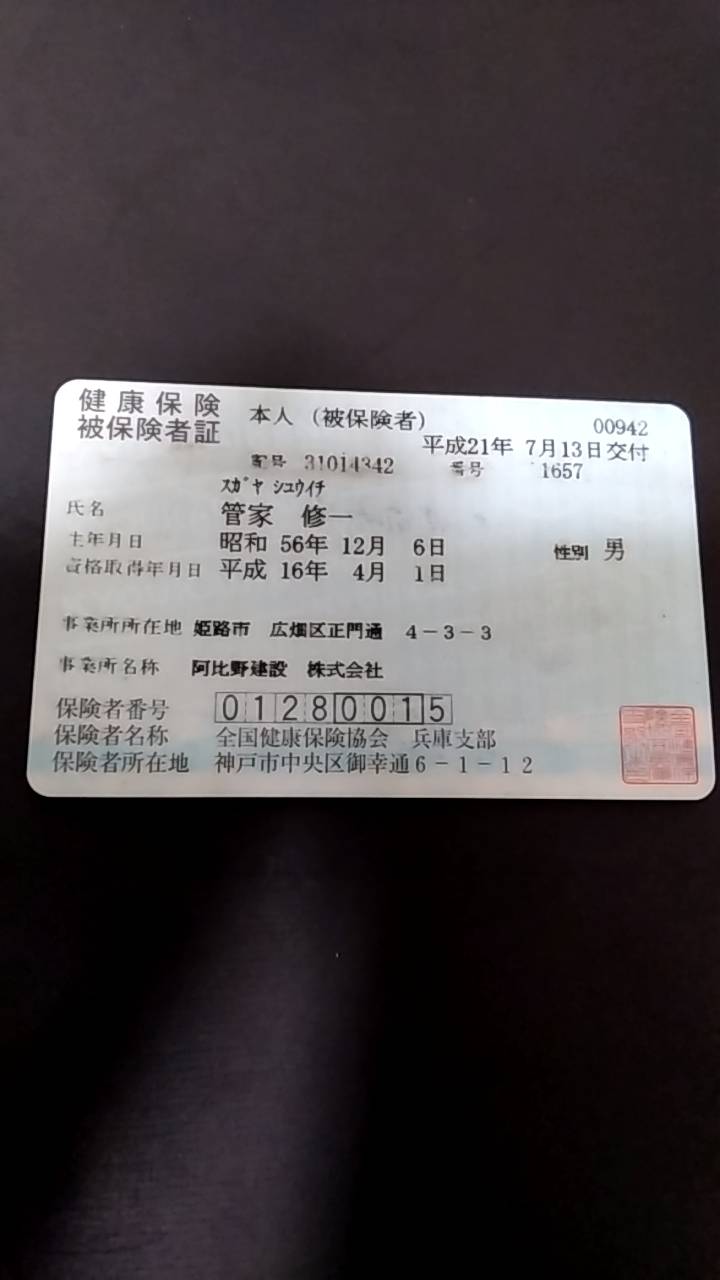 健康保険
被保険者証
本人（被保険者）
00942
平成21年 7月13日交付
記号 31014342 番号 1657
ｽｶﾞﾔ ｼﾕｳｲﾁ
氏名 管家 修一
生年月日 昭和 56年 12月 6日 性別 男
資格取得年月日 平成 16年 4月 1日
事業所所在地 姫路市 広畑区正門通 4－3－3
事業所名称 阿比野建設 株式会社
保険者番号 01280015
保険者名称 全国健康保険協会 兵庫支部
保険者所在地 神戸市中央区御幸通6－1－12